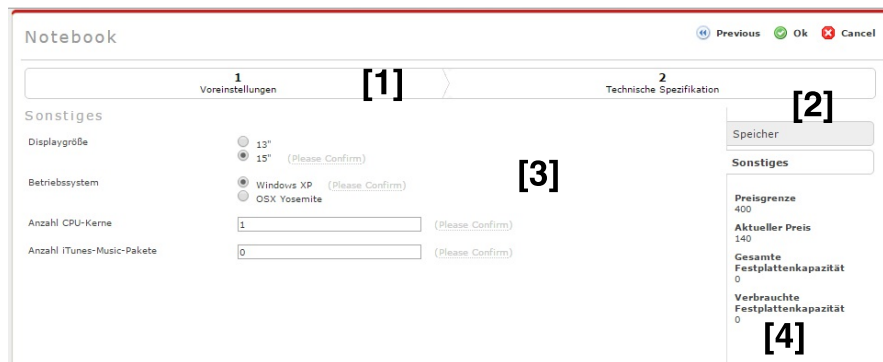 Notebook
Previous Ok Cancel
1
Voreinstellungen
[1]
2
Technische Spezifikation
[2]
Sonstiges
Displaygröße
13"
15" (Please Confirm)
Betriebssystem
Windows XP (Please Confirm)
OSX Yosemite
[3]
Anzahl CPU-Kerne
1 (Please Confirm)
Anzahl iTunes-Music-Pakete
0 (Please Confirm)
Speicher
Sonstiges
Preisgrenze
400
Aktueller Preis
140
Gesamte
Festplattenkapazität
0
Verbrauchte
Festplattenkapazität
0
[4]